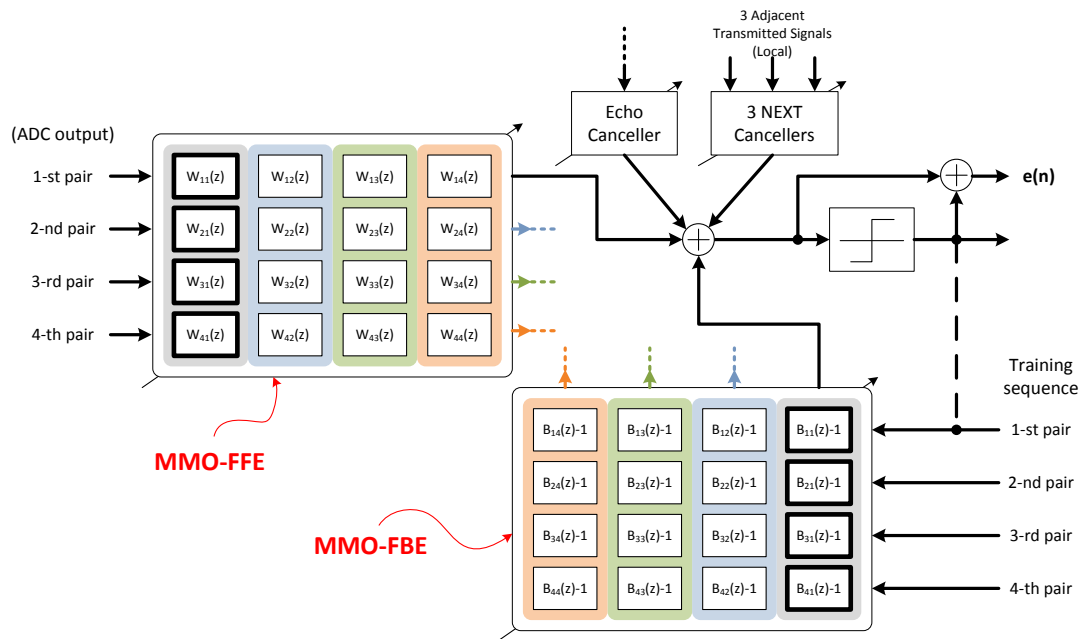 3 Adjacent
Transmitted Signals
(Local)
Echo
Canceller
3 NEXT
Cancellers
(ADC output)
1-st pair
2-nd pair
3-rd pair
4-th pair
W11(z) W12(z) W13(z) W14(z)
W21(z) W22(z) W23(z) W24(z)
W31(z) W32(z) W33(z) W34(z)
W41(z) W42(z) W43(z) W44(z)
e(n)
MMO-FFE
MMO-FBE
B14(z)-1 B13(z)-1 B12(z)-1 B11(z)-1
B24(z)-1 B23(z)-1 B22(z)-1 B21(z)-1
B34(z)-1 B33(z)-1 B32(z)-1 B31(z)-1
B44(z)-1 B43(z)-1 B42(z)-1 B41(z)-1
Training
sequence
1-st pair
2-nd pair
3-rd pair
4-th pair